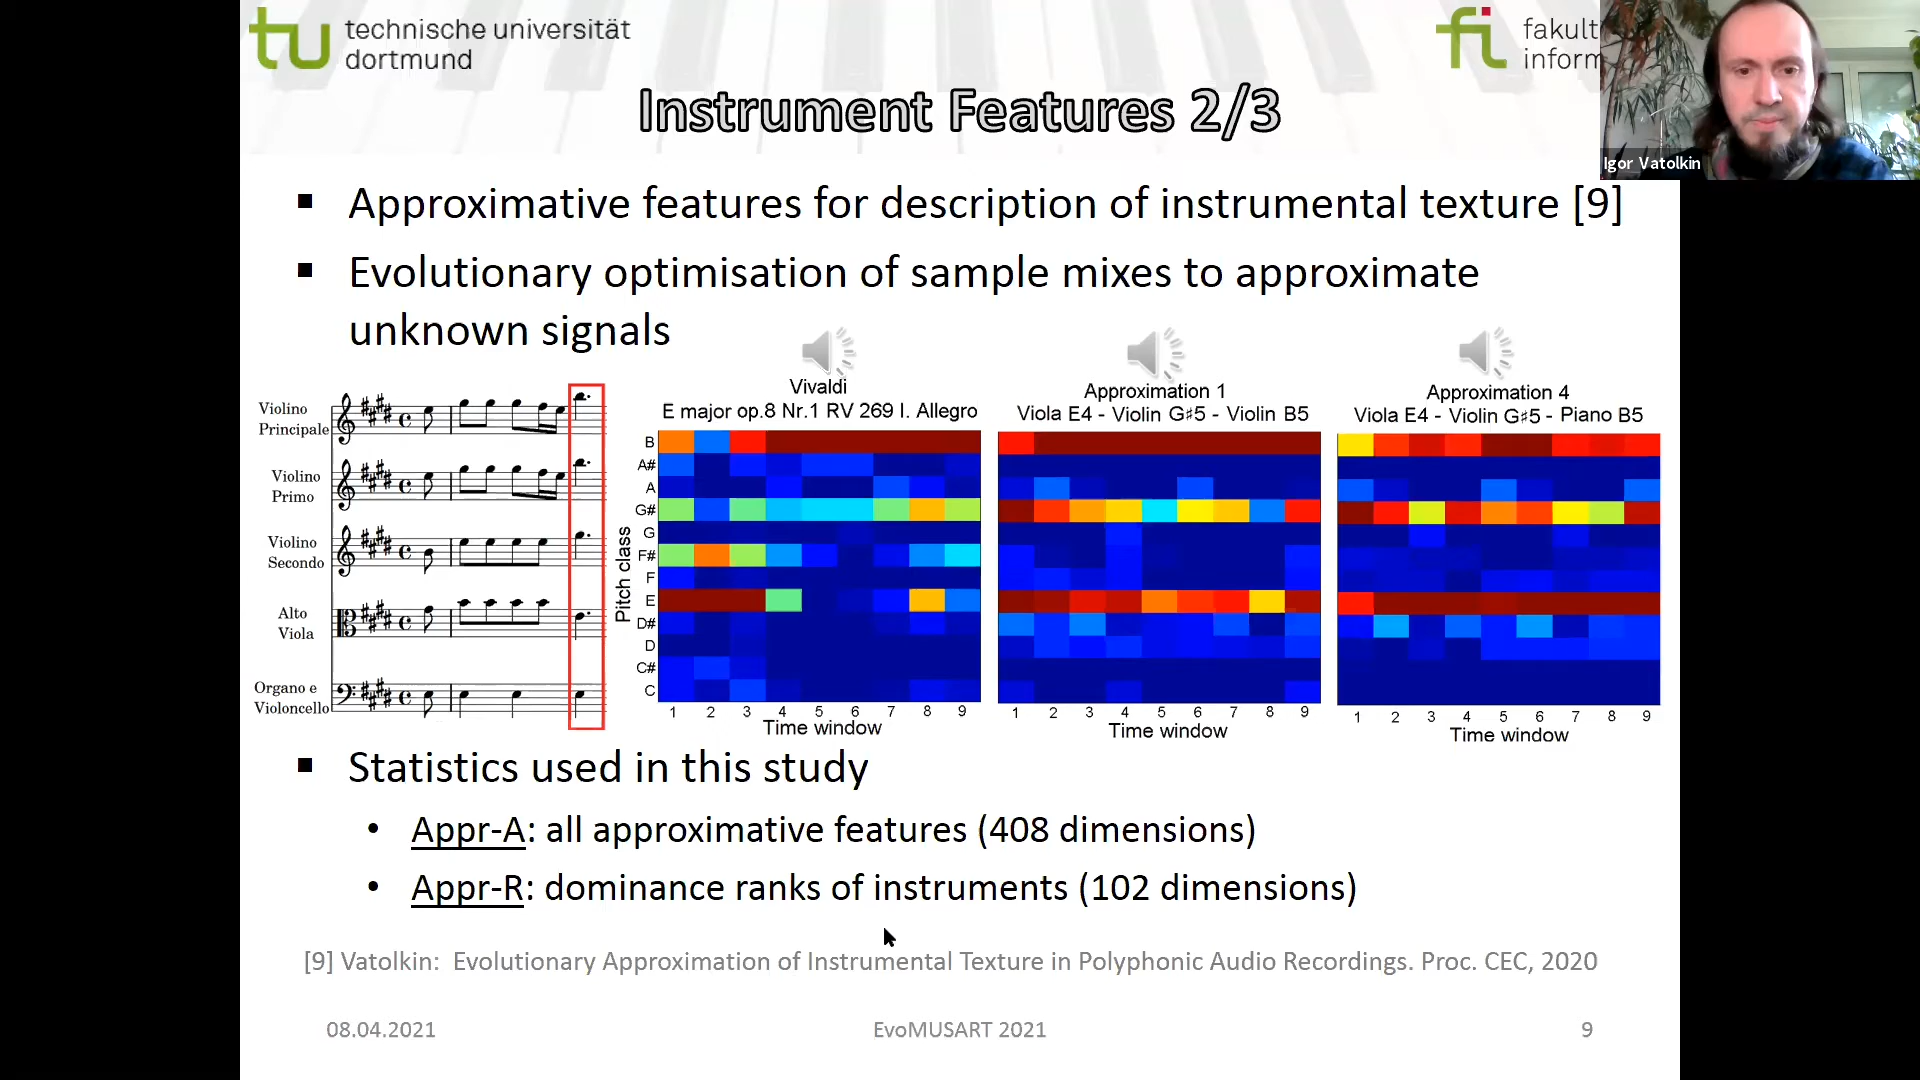 technische universität
dortmund
fakult
inform
Igor Vatolkin
Instrument Features 2/3
▪ Approximative features for description of instrumental texture [9]
▪ Evolutionary optimisation of sample mixes to approximate
unknown signals
Violino
Principale
Violino
Primo
Violino
Secondo
Alto
Viola
Organo e
Violoncello
Vivaldi
E major op.8 Nr.1 RV 269 I. Allegro
Pitch class
B
A#
A
G#
G
F#
F
E
D#
D
C#
C
1 2 3 4 5 6 7 8 9
Time window
Approximation 1
Viola E4 - Violin G♯5 - Violin B5
1 2 3 4 5 6 7 8 9
Time window
Approximation 4
Viola E4 - Violin G♯5 - Piano B5
1 2 3 4 5 6 7 8 9
Time window
▪ Statistics used in this study
• Appr-A: all approximative features (408 dimensions)
• Appr-R: dominance ranks of instruments (102 dimensions)
[9] Vatolkin: Evolutionary Approximation of Instrumental Texture in Polyphonic Audio Recordings. Proc. CEC, 2020
08.04.2021
EvoMUSART 2021
9